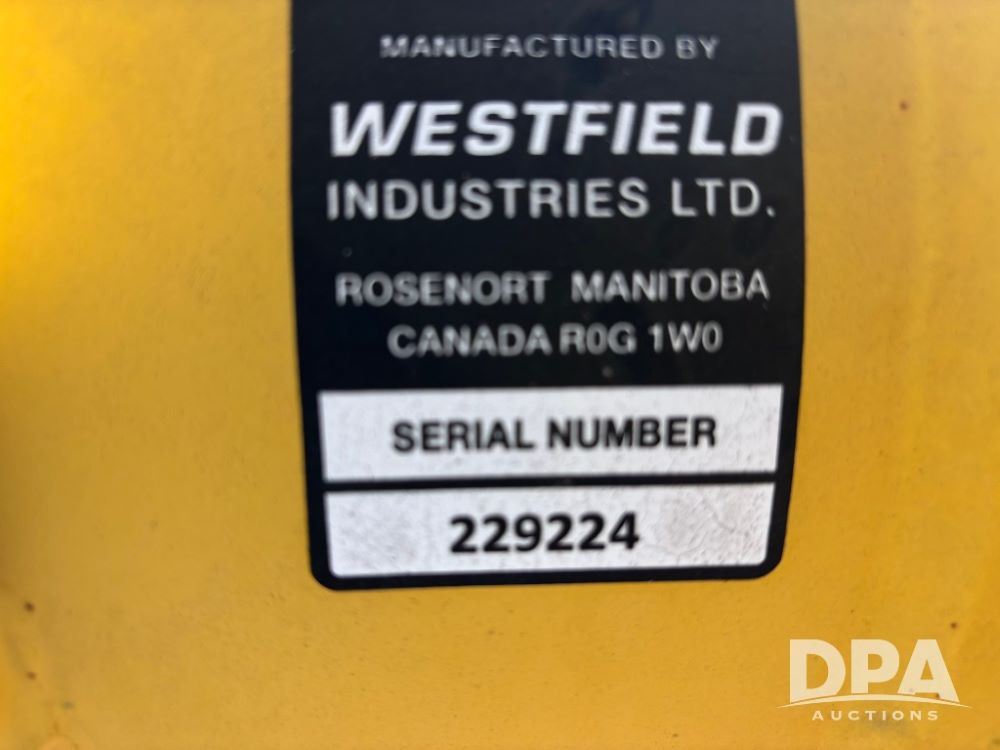 MANUFACTURED BY
WESTFIELD
INDUSTRIES LTD.
ROSENORT MANITOBA
CANADA R0G 1W0
SERIAL NUMBER
229224
DPA
AUCTIONS